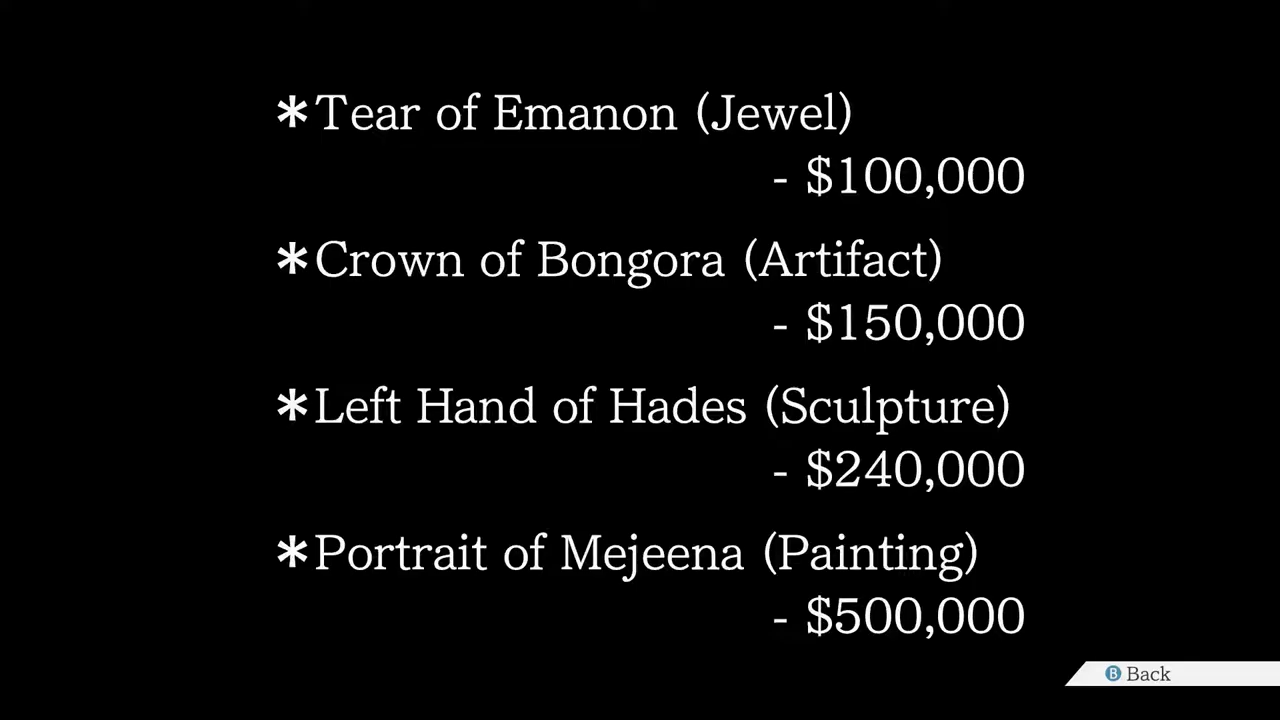 *Tear of Emanon (Jewel)
- $100,000
*Crown of Bongora (Artifact)
- $150,000
*Left Hand of Hades (Sculpture)
- $240,000
*Portrait of Mejeena (Painting)
- $500,000
B Back